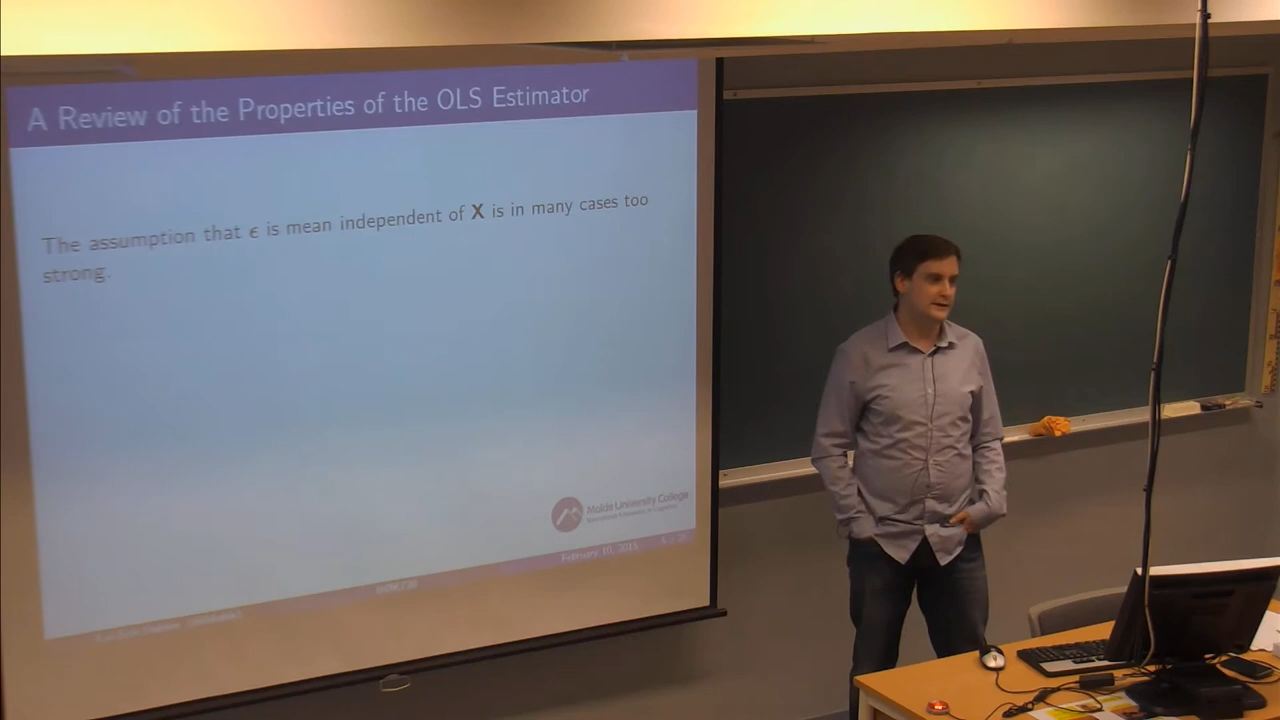 A Review of the Properties of the OLS Estimator
The assumption that ϵ is mean independent of X is in many cases too
strong.
Molde University College
February 10, 2015